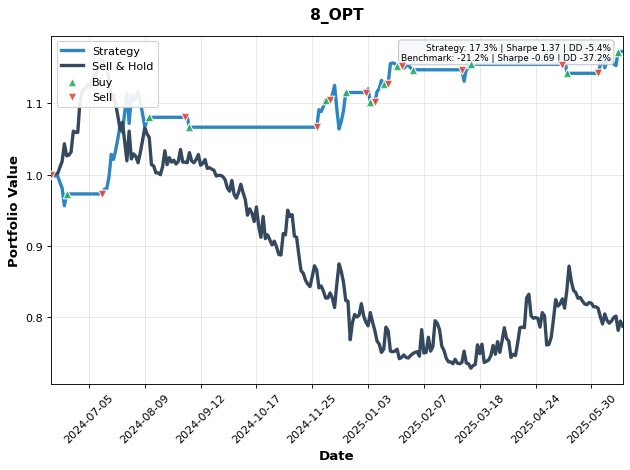 8_OPT
Strategy: 17.3% | Sharpe 1.37 | DD -5.4%
Benchmark: -21.2% | Sharpe -0.69 | DD -37.2%
Strategy
Sell & Hold
Buy
Sell
Portfolio Value
1.1
1.0
0.9
0.8
2024-07-05
2024-08-09
2024-09-12
2024-10-17
2024-11-25
2025-01-03
2025-02-07
2025-03-18
2025-04-24
2025-05-30
Date